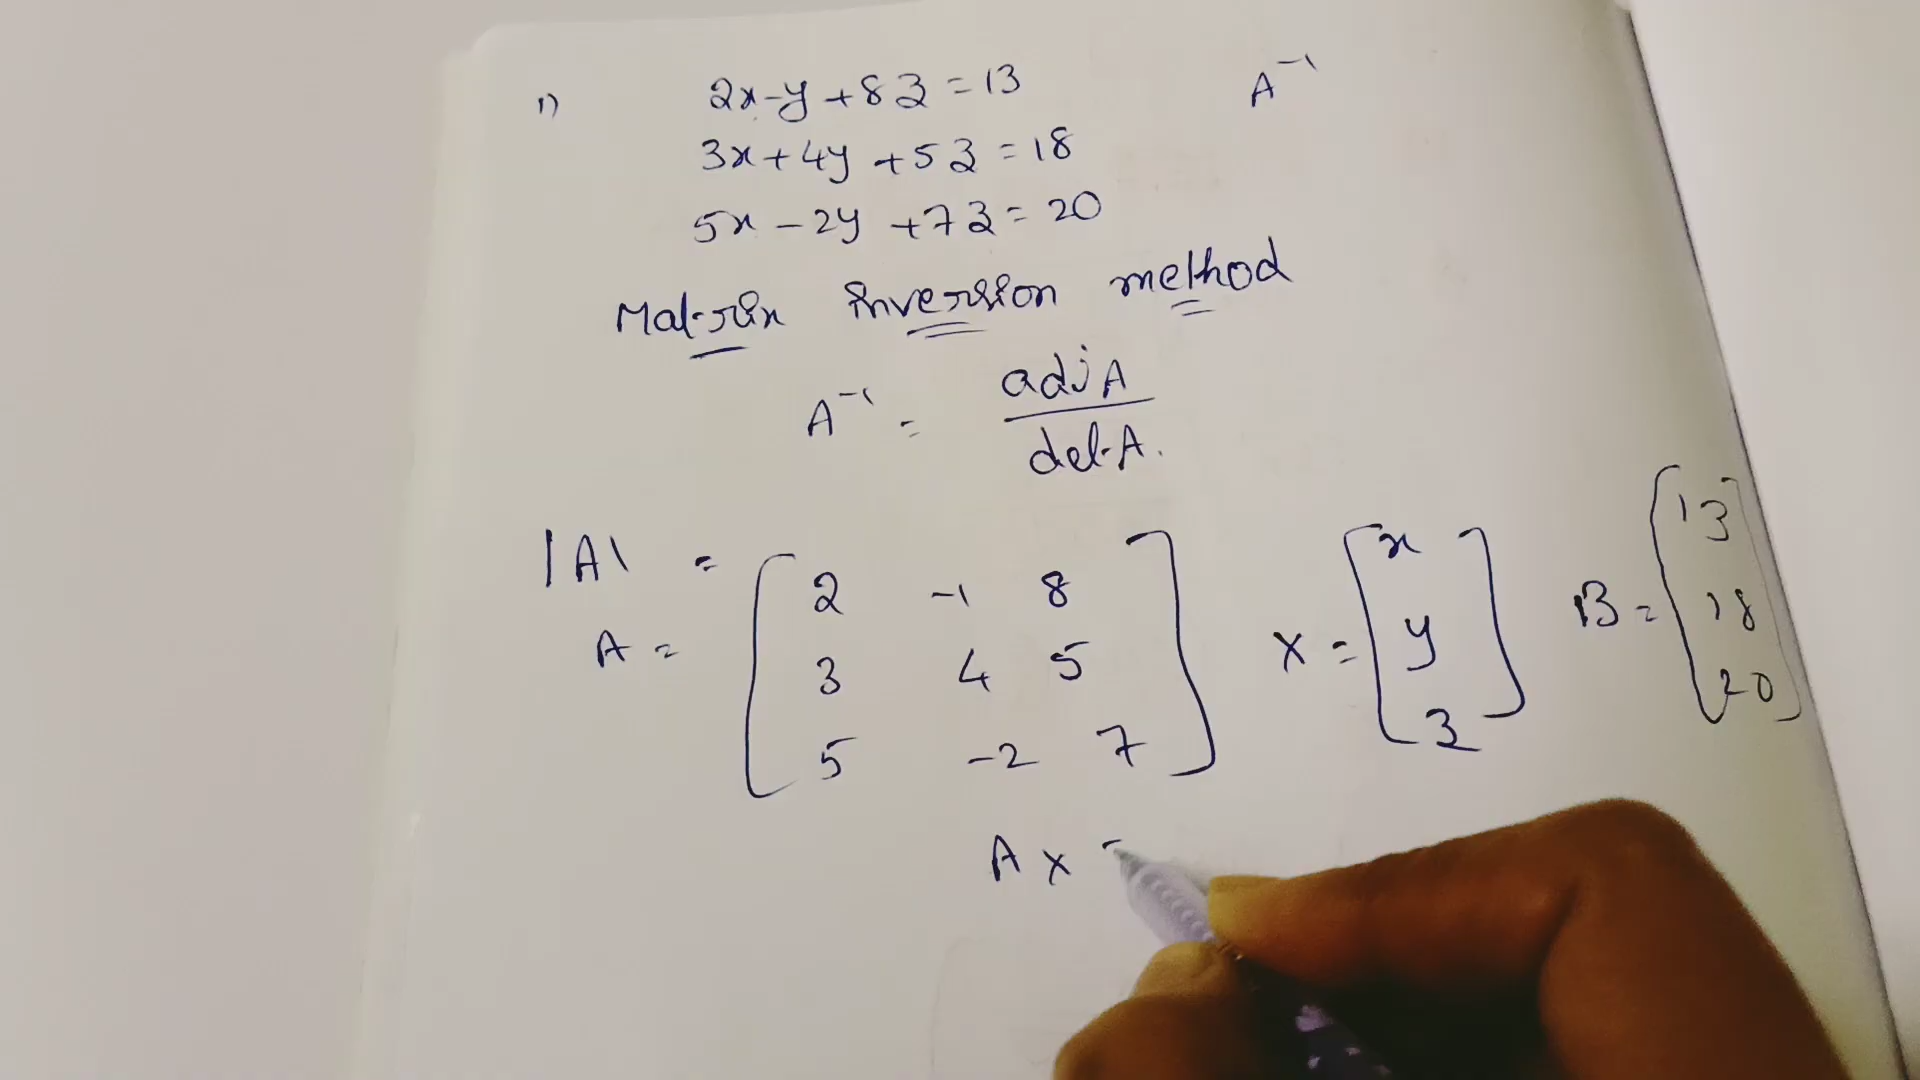 1) 2x-y+8z=13 A⁻¹
3x+4y+5z=18
5x-2y+7z=20
Matrix inversion method
A⁻¹ = adj A / det A.
|A| =
A = [2 -1 8 X = [x B = [13
3 4 5 y 18
5 -2 7] z] 20]
A X =